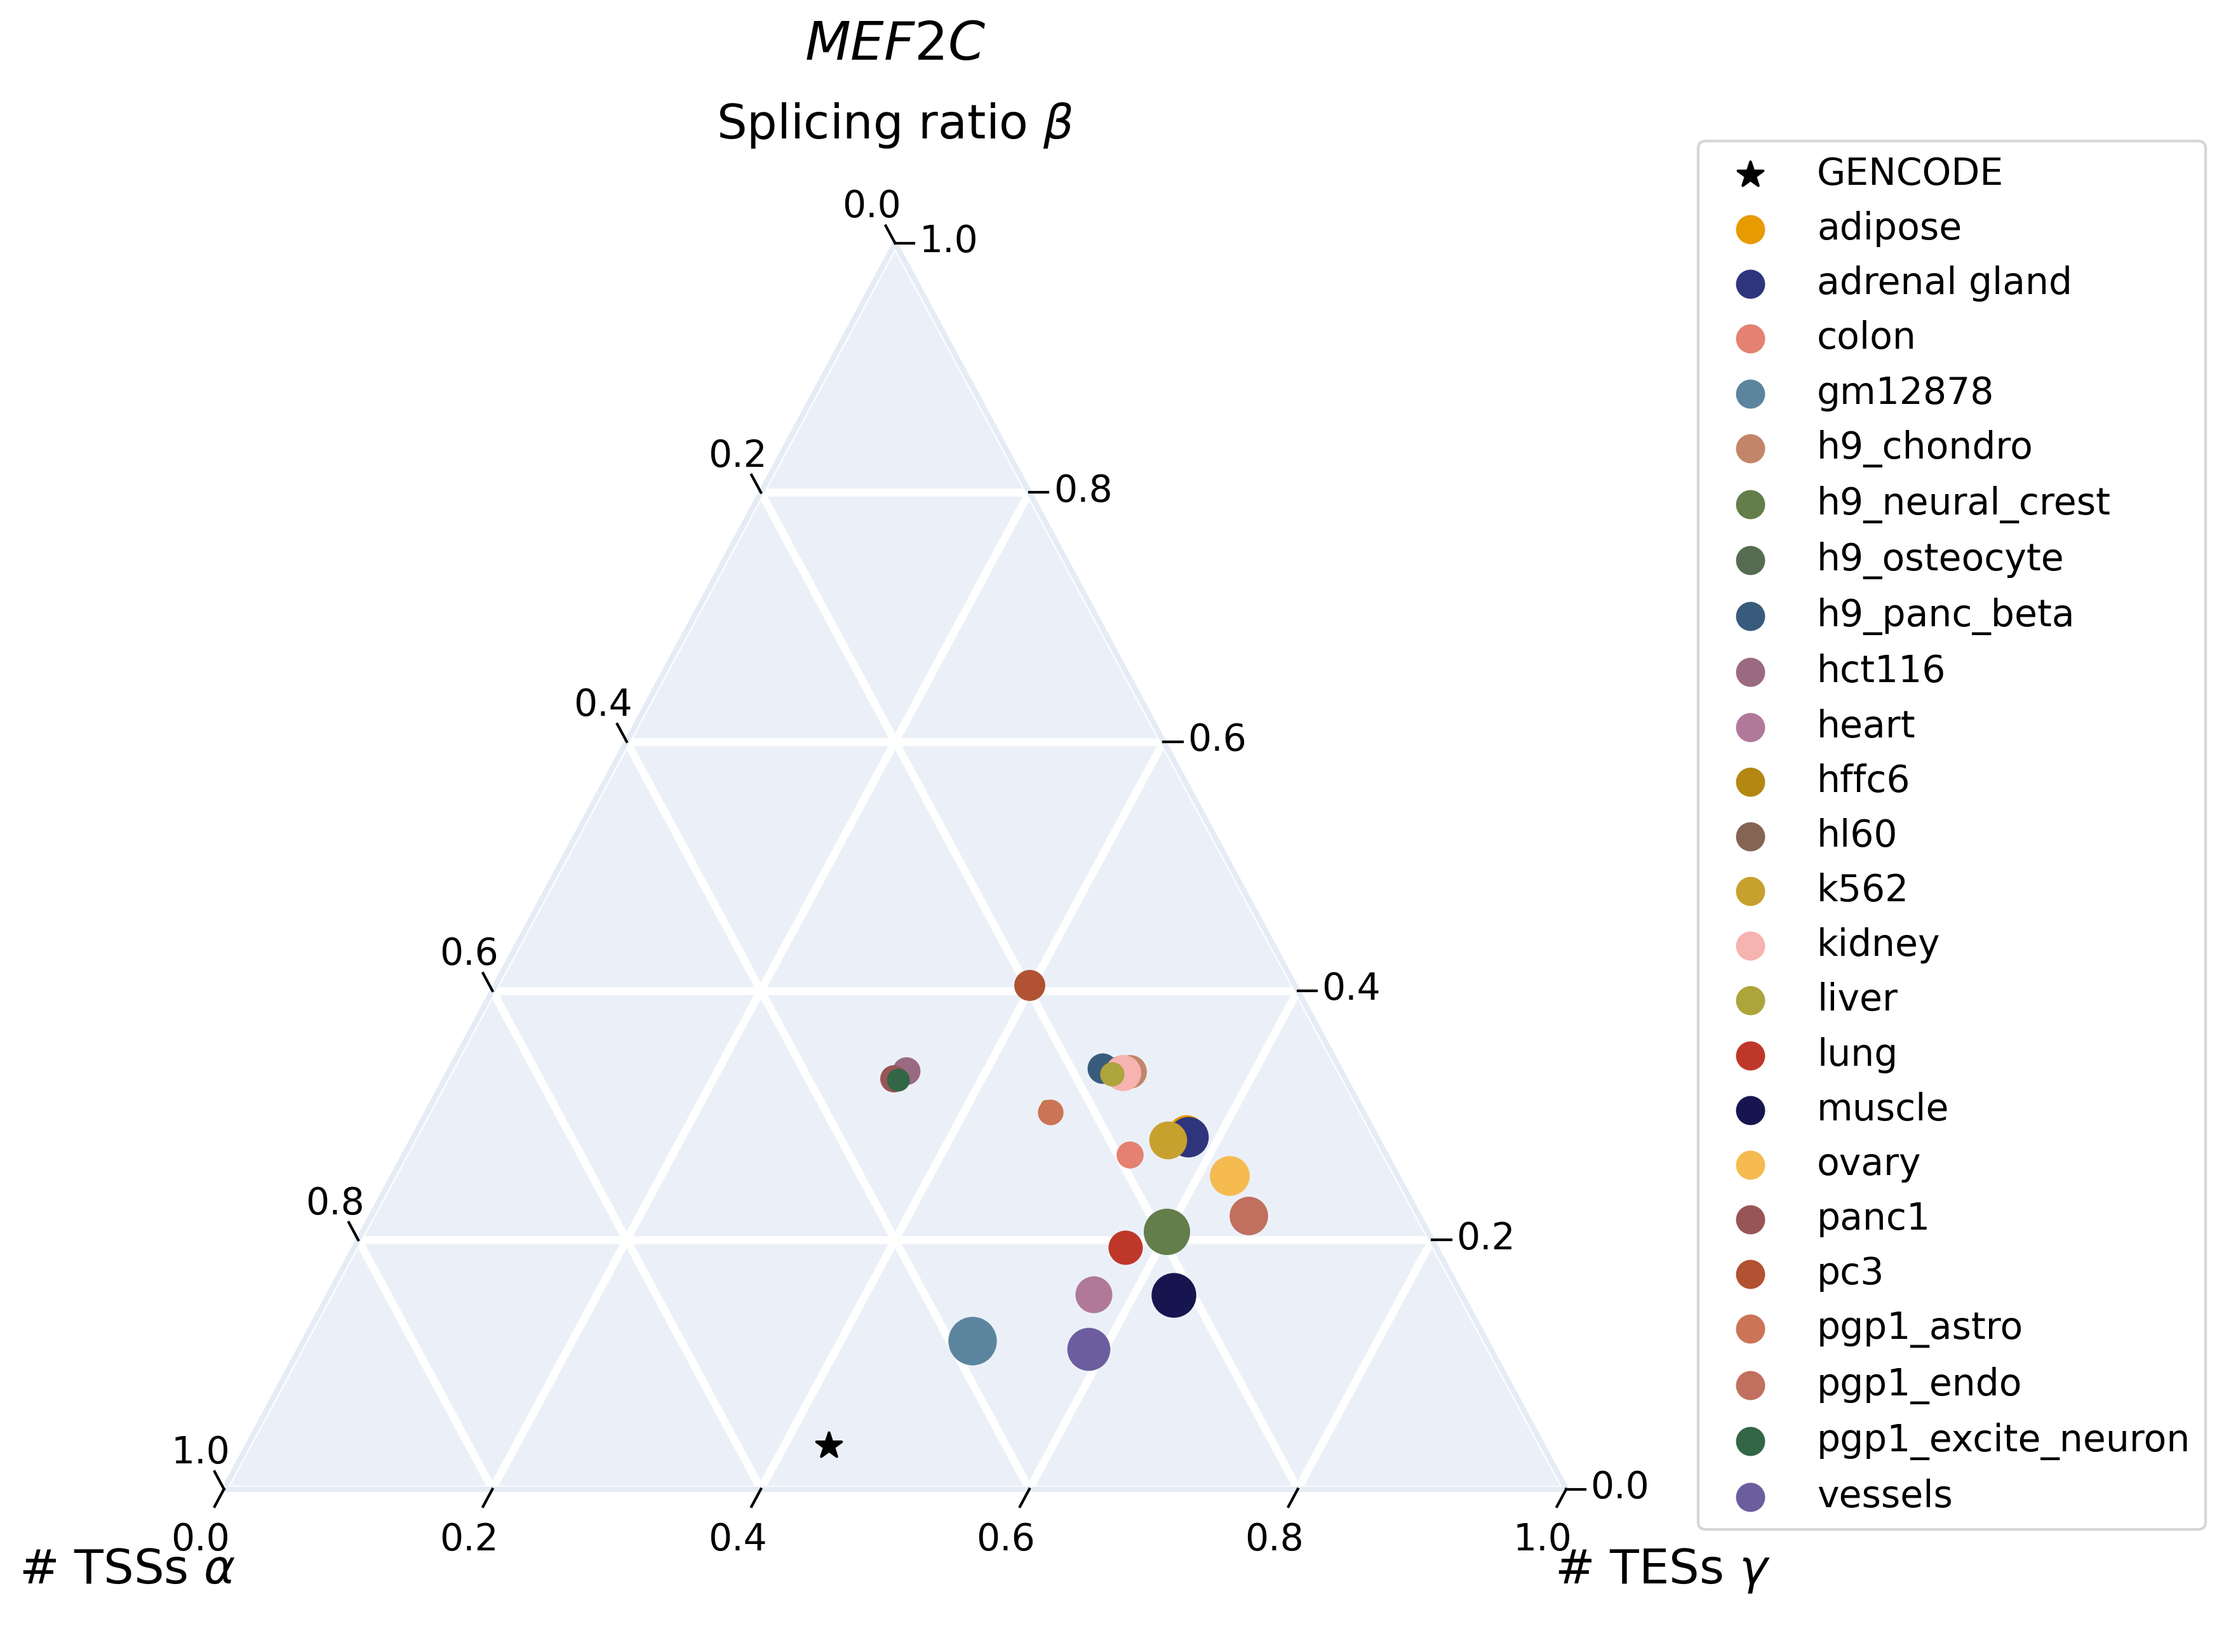 MEF2C
Splicing ratio β
0.0
1.0
0.2
0.8
0.4
0.6
0.6
0.4
0.8
0.2
1.0
0.0
0.0
0.2
0.4
0.6
0.8
1.0
# TSSs α
# TESs γ
GENCODE
adipose
adrenal gland
colon
gm12878
h9_chondro
h9_neural_crest
h9_osteocyte
h9_panc_beta
hct116
heart
hffc6
hl60
k562
kidney
liver
lung
muscle
ovary
panc1
pc3
pgp1_astro
pgp1_endo
pgp1_excite_neuron
vessels